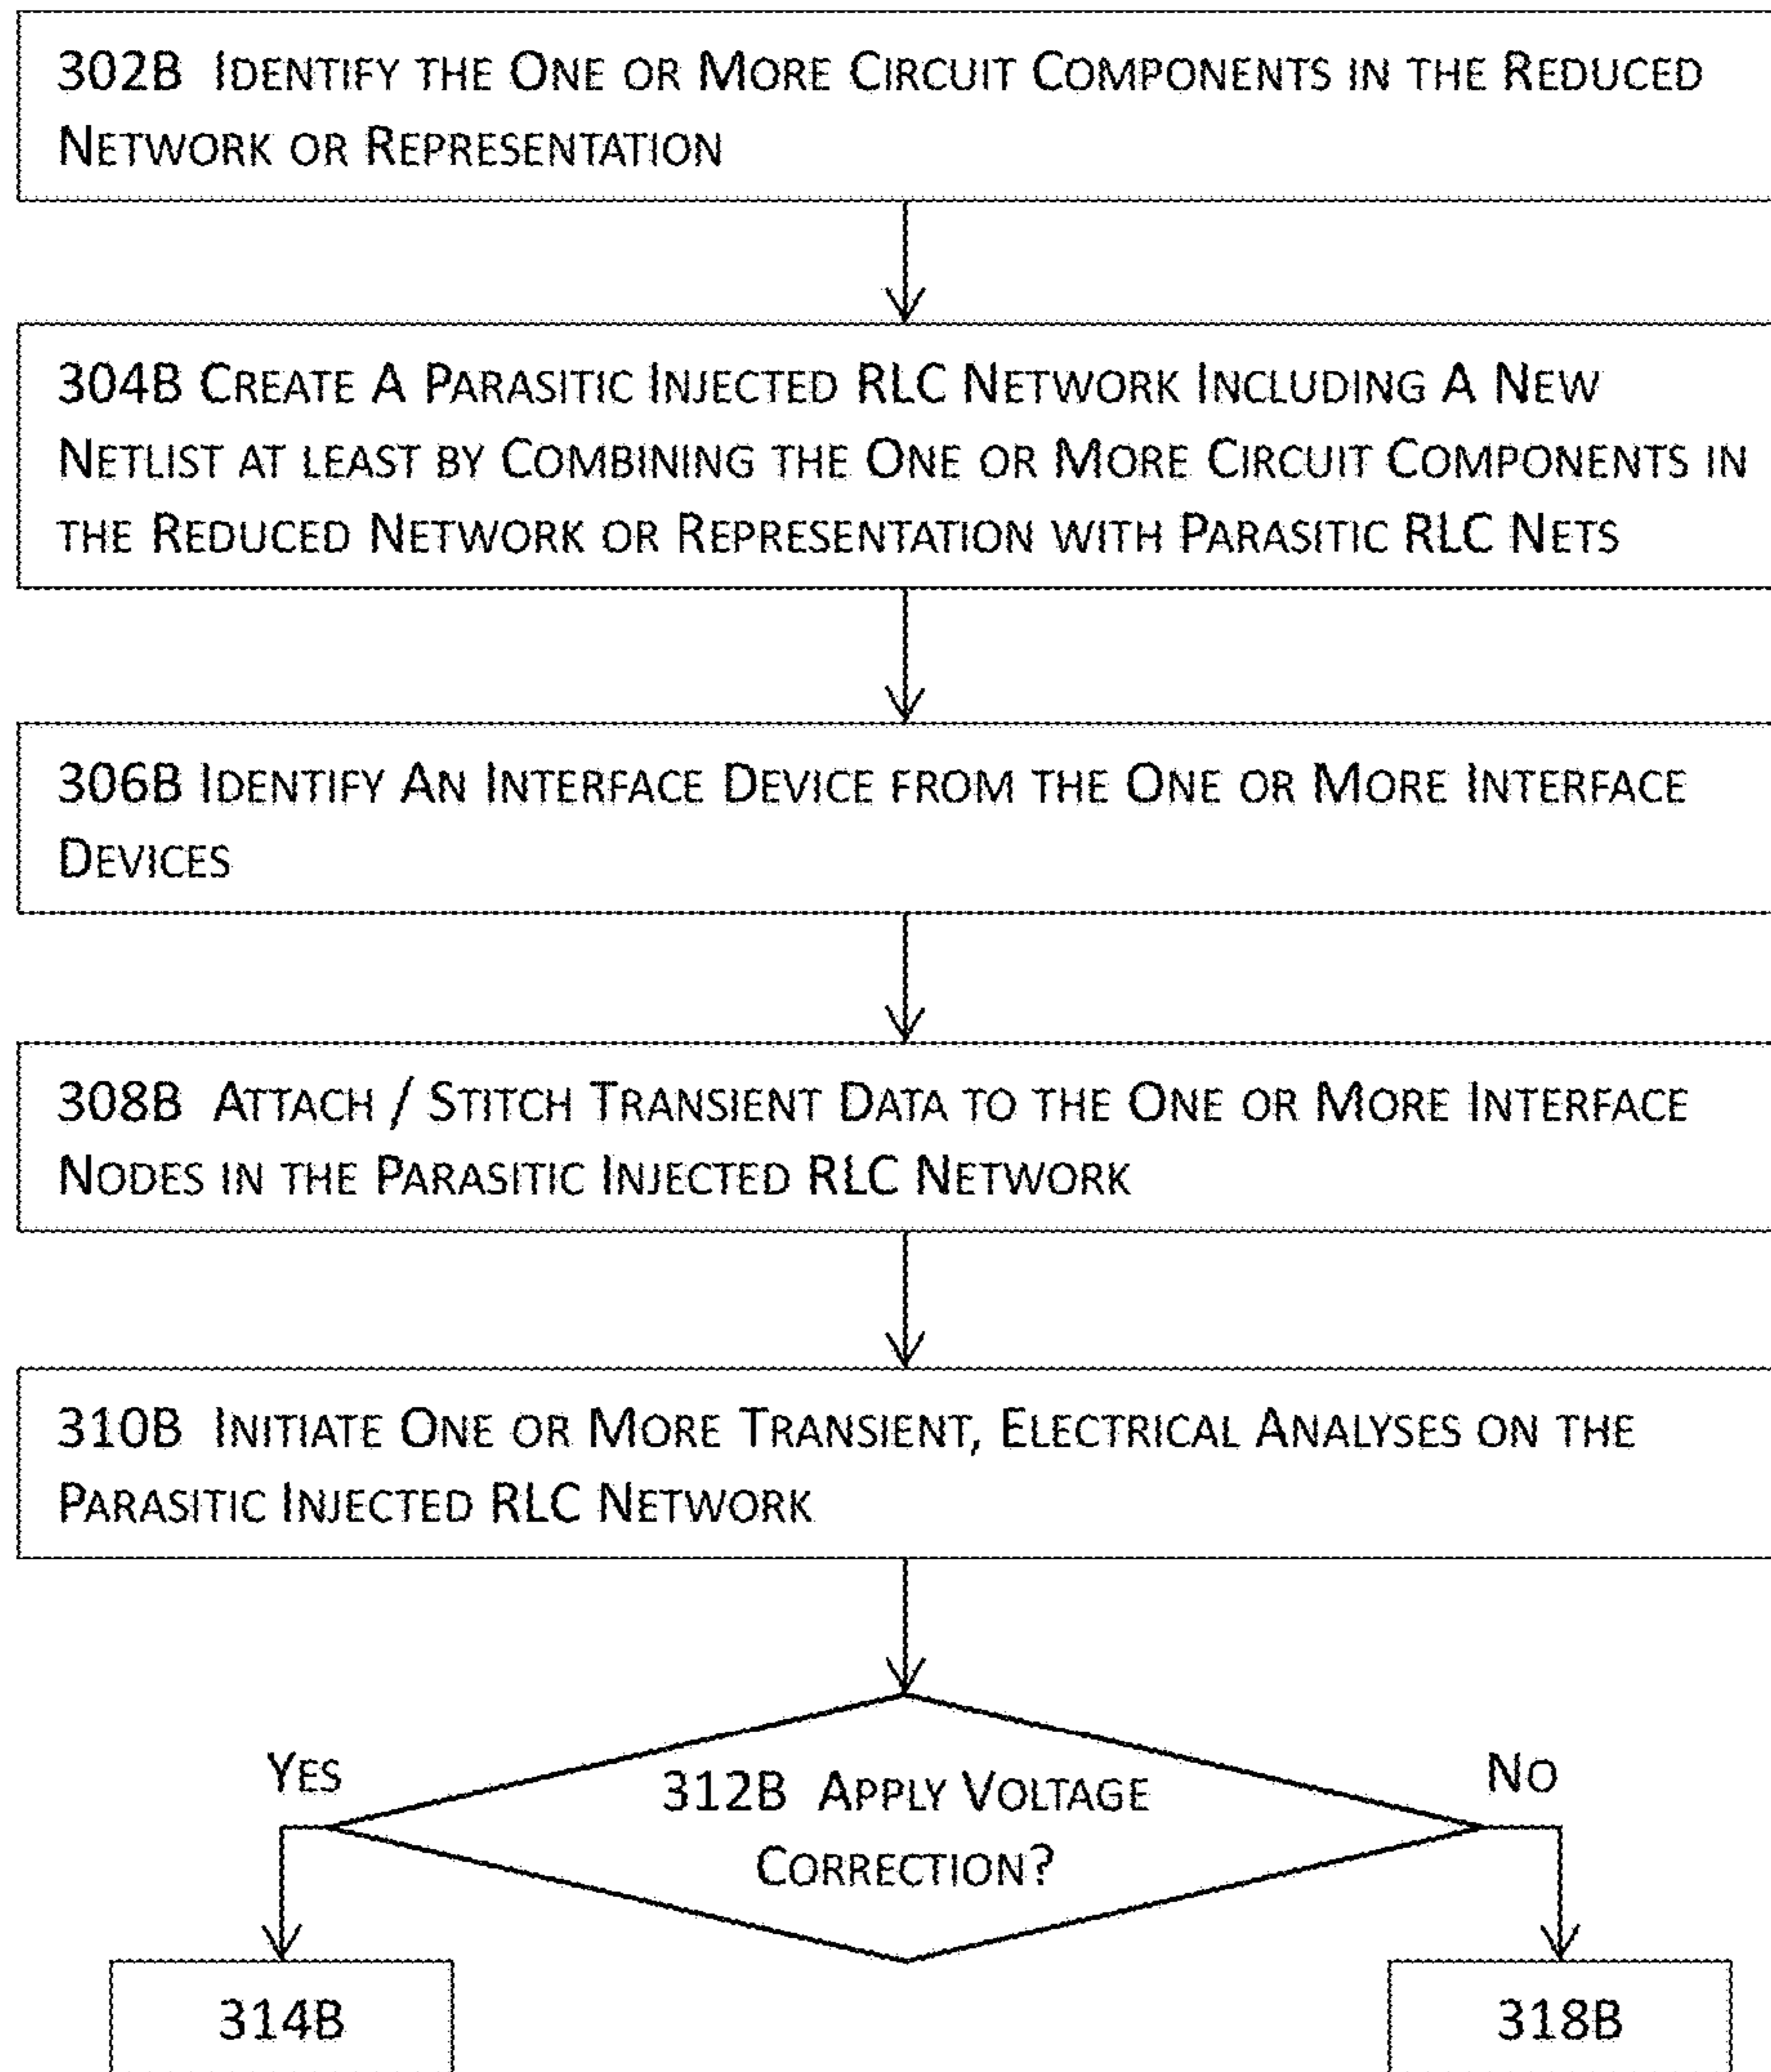 302B Identify the One or More Circuit Components in the Reduced
Network or Representation
304B Create A Parasitic Injected RLC Network Including A New
Netlist at least by Combining the One or More Circuit Components in
the Reduced Network or Representation with Parasitic RLC Nets
306B Identify An Interface Device from the One or More Interface
Devices
308B Attach / Stitch Transient Data to the One or More Interface
Nodes in the Parasitic Injected RLC Network
310B Initiate One or More Transient, Electrical Analyses on the
Parasitic Injected RLC Network
Yes
No
312B Apply Voltage
Correction?
314B
318B